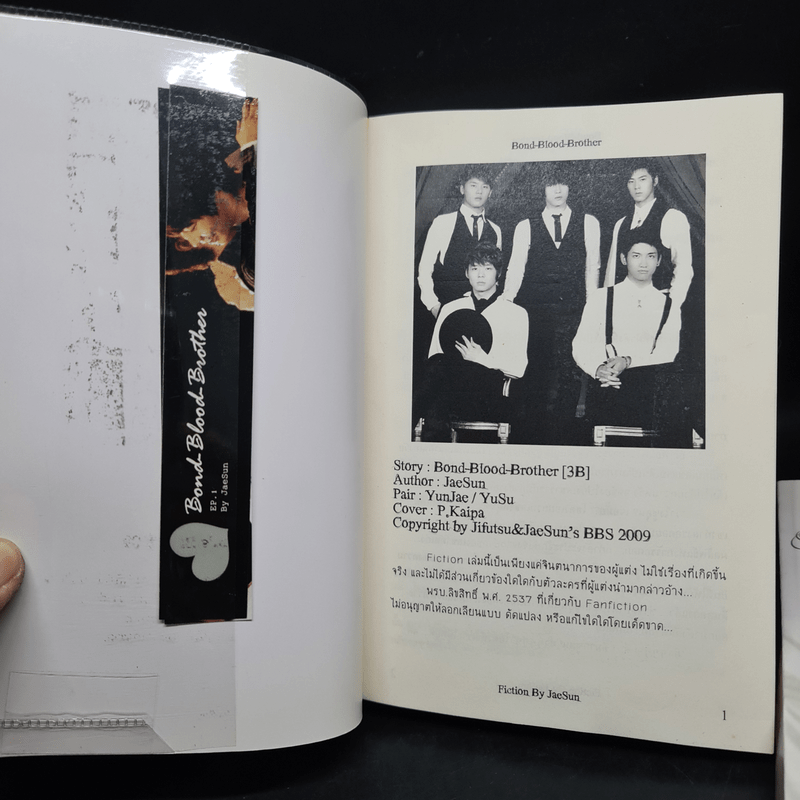 Bond-Blood-Brother
EP.1
By JaeSun
Bond-Blood-Brother
Story : Bond-Blood-Brother [3B]
Author : JaeSun
Pair : YunJae / YuSu
Cover : P.Kaipa
Copyright by Jifutsu&JaeSun's BBS 2009
Fiction เล่มนี้เป็นเพียงแค่จินตนาการของผู้แต่ง ไม่ใช่เรื่องที่เกิดขึ้น
จริง และไม่ได้มีส่วนเกี่ยวข้องใดใดกับตัวละครที่ผู้แต่งนำมากล่าวอ้าง...
พรบ.ลิขสิทธิ์ พ.ศ. 2537 ที่เกี่ยวกับ Fanfiction
ไม่อนุญาตให้ลอกเลียนแบบ ดัดแปลง หรือแก้ไขใดใดโดยเด็ดขาด...
Fiction By JaeSun
1